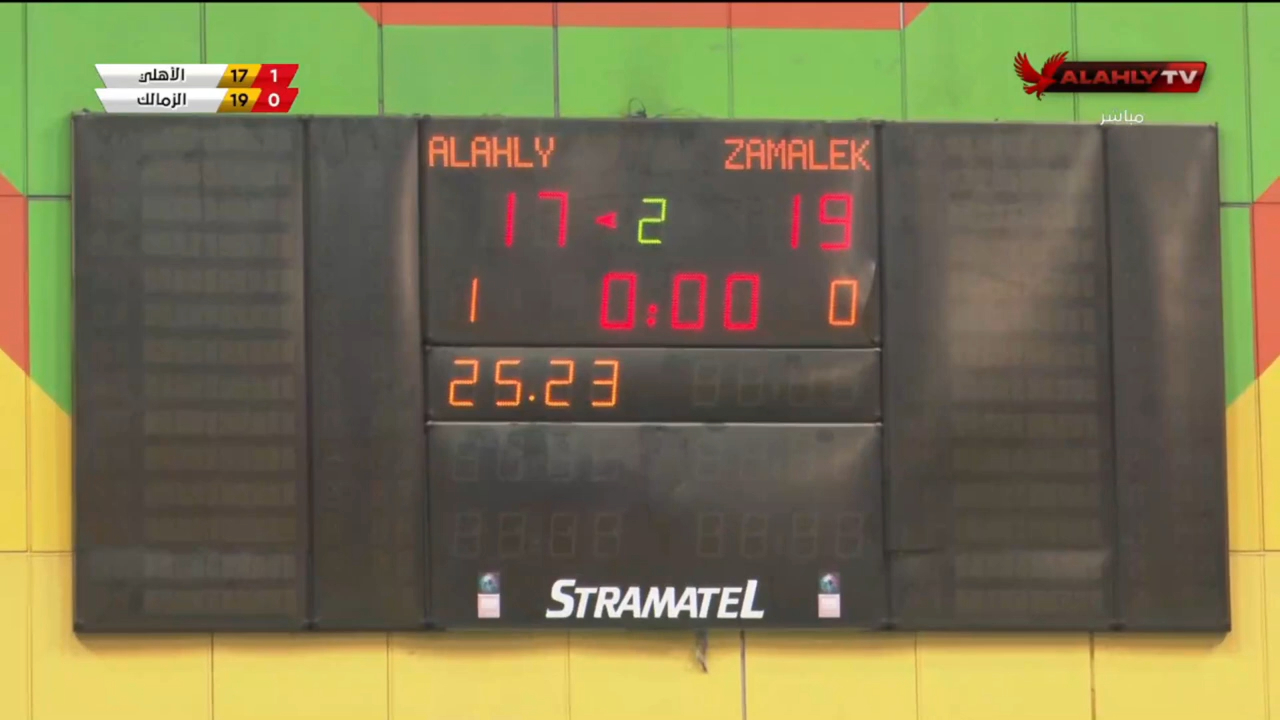 الأهلي 17 1
الزمالك 19 0
ALAHLY TV
مباشر
ALAHLY ZAMALEK
17 2 19
1 0:00 0
25.23
STRAMATEL